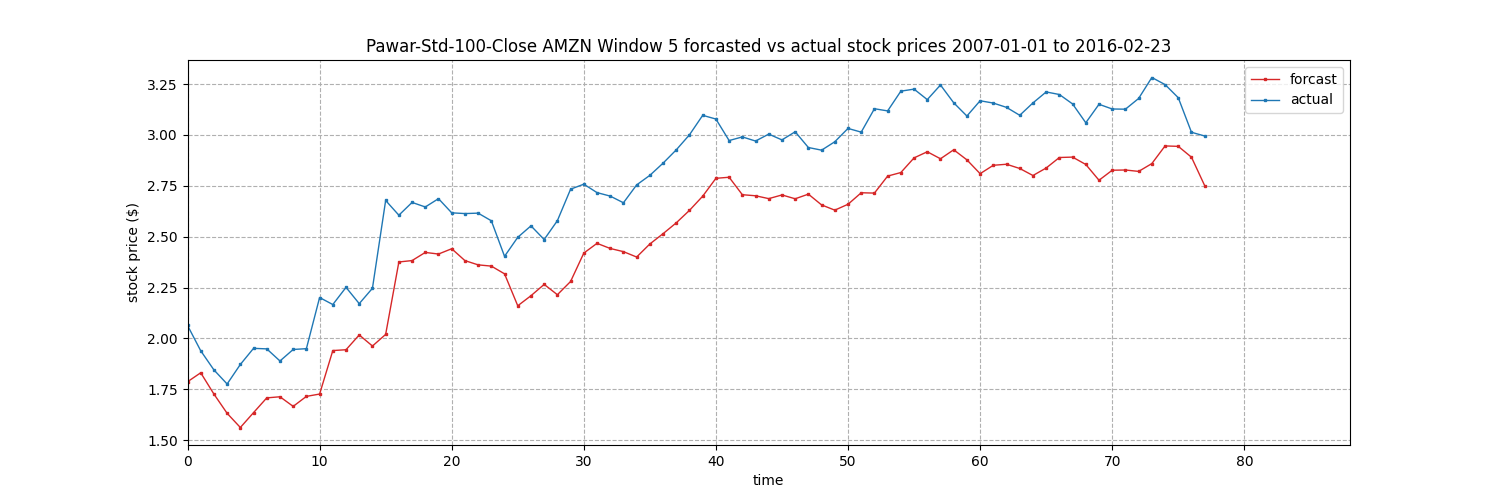 Pawar-Std-100-Close AMZN Window 5 forcasted vs actual stock prices 2007-01-01 to 2016-02-23
forcast
actual
stock price ($)
3.25
3.00
2.75
2.50
2.25
2.00
1.75
1.50
0 10 20 30 40 50 60 70 80
time